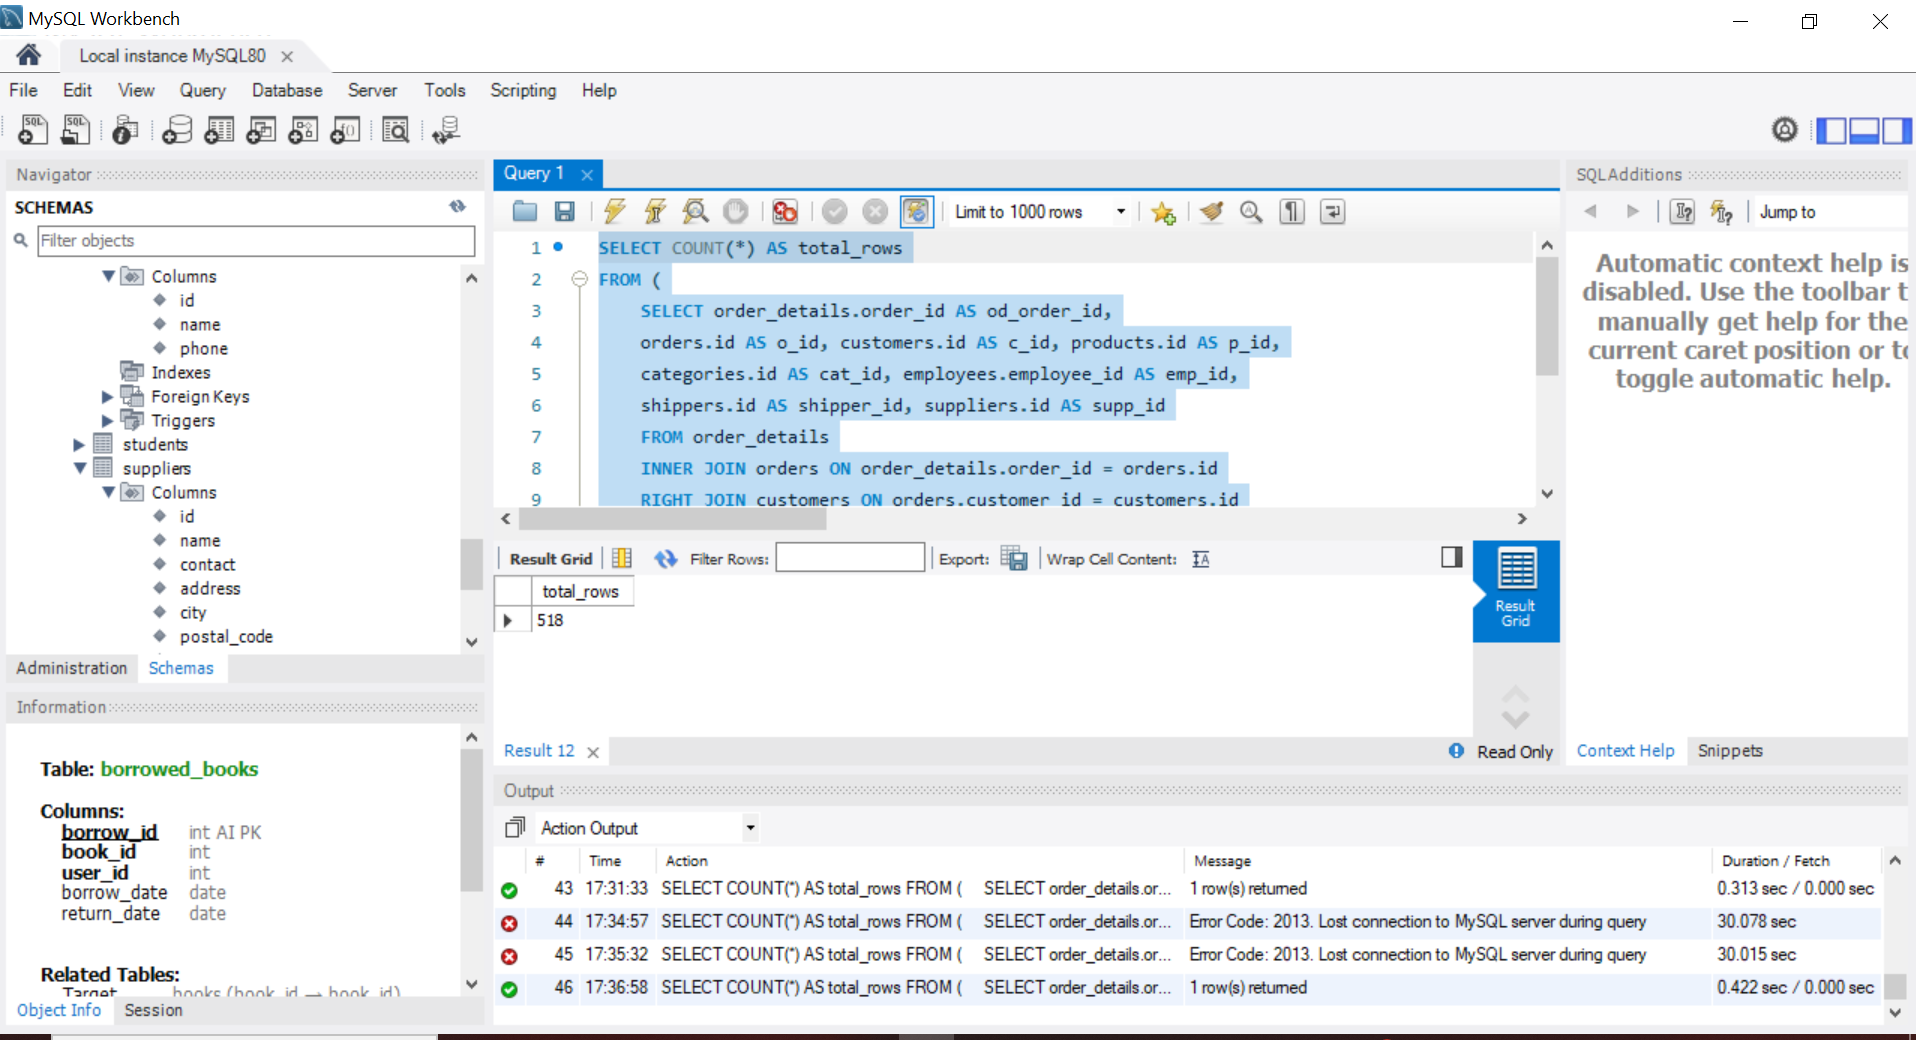 MySQL Workbench
Local instance MySQL80
File Edit View Query Database Server Tools Scripting Help
Navigator
SCHEMAS
Filter objects
Columns
id
name
phone
Indexes
Foreign Keys
Triggers
students
suppliers
Columns
id
name
contact
address
city
postal_code
Administration Schemas
Information
Table: borrowed_books
Columns:
borrow_id int AI PK
book_id int
user_id int
borrow_date date
return_date date
Related Tables:
Target books (book_id → book_id)
Object Info Session
Query 1
Limit to 1000 rows
1 SELECT COUNT(*) AS total_rows
2 FROM (
3 SELECT order_details.order_id AS od_order_id,
4 orders.id AS o_id, customers.id AS c_id, products.id AS p_id,
5 categories.id AS cat_id, employees.employee_id AS emp_id,
6 shippers.id AS shipper_id, suppliers.id AS supp_id
7 FROM order_details
8 INNER JOIN orders ON order_details.order_id = orders.id
9 RIGHT JOIN customers ON orders.customer_id = customers.id
Result Grid Filter Rows: Export: Wrap Cell Content:
total_rows
518
Result
Grid
Result 12 Read Only
SQLAdditions
Jump to
Automatic context help is
disabled. Use the toolbar t
manually get help for the
current caret position or to
toggle automatic help.
Context Help Snippets
Output
Action Output
# Time Action Message Duration / Fetch
43 17:31:33 SELECT COUNT(*) AS total_rows FROM ( SELECT order_details.or... 1 row(s) returned 0.313 sec / 0.000 sec
44 17:34:57 SELECT COUNT(*) AS total_rows FROM ( SELECT order_details.or... Error Code: 2013. Lost connection to MySQL server during query 30.078 sec
45 17:35:32 SELECT COUNT(*) AS total_rows FROM ( SELECT order_details.or... Error Code: 2013. Lost connection to MySQL server during query 30.015 sec
46 17:36:58 SELECT COUNT(*) AS total_rows FROM ( SELECT order_details.or... 1 row(s) returned 0.422 sec / 0.000 sec